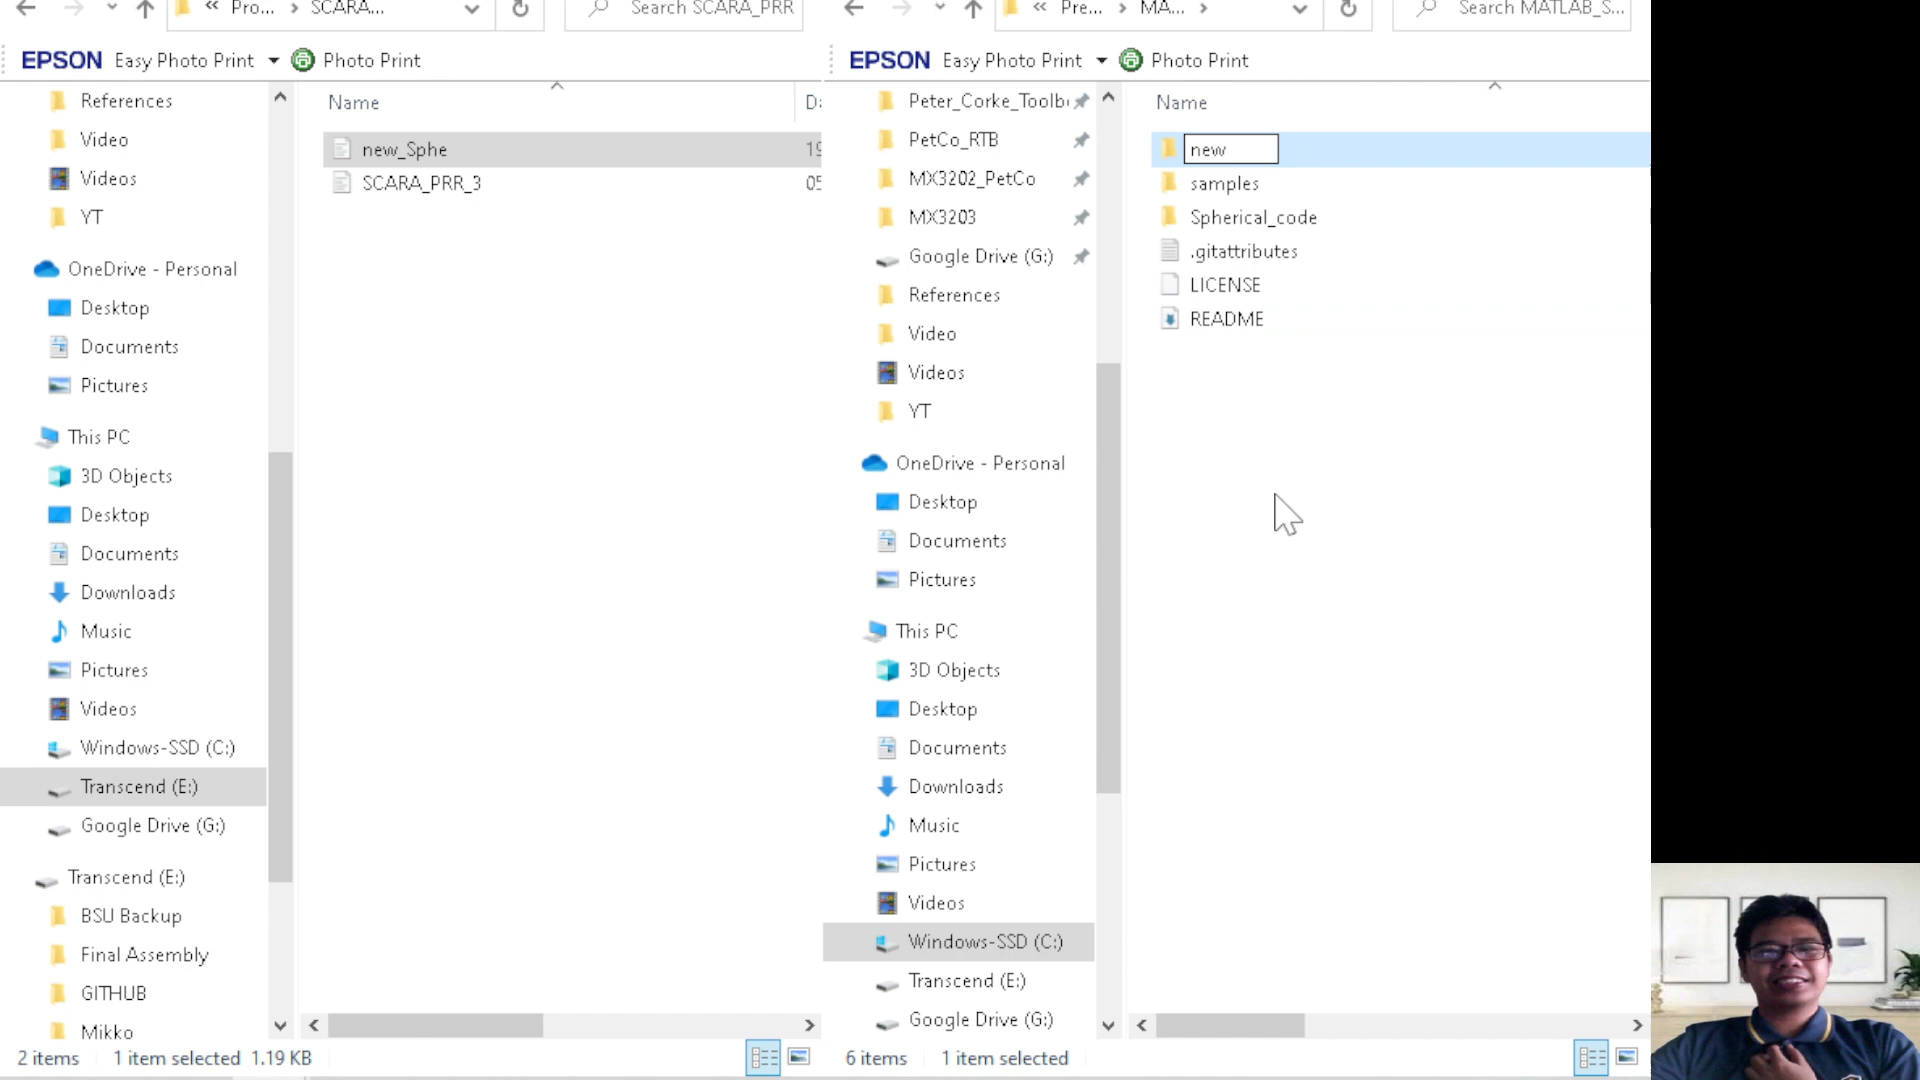 « Pro... > SCARA...
Search SCARA_PRR
EPSON Easy Photo Print Photo Print
References
Video
Videos
YT
OneDrive - Personal
Desktop
Documents
Pictures
This PC
3D Objects
Desktop
Documents
Downloads
Music
Pictures
Videos
Windows-SSD (C:)
Transcend (E:)
Google Drive (G:)
Transcend (E:)
BSU Backup
Final Assembly
GITHUB
Mikko
Name
new_Sphe 19
SCARA_PRR_3 05
2 items 1 item selected 1.19 KB
« Pre... > MA... >
Search MATLAB_S...
EPSON Easy Photo Print Photo Print
PetCo_RTB
MX3202_PetCo
MX3203
Google Drive (G:)
References
Video
Videos
YT
OneDrive - Personal
Desktop
Documents
Pictures
This PC
3D Objects
Desktop
Documents
Downloads
Music
Pictures
Videos
Windows-SSD (C:)
Transcend (E:)
Google Drive (G:)
Name
new
samples
Spherical_code
.gitattributes
LICENSE
README
6 items 1 item selected